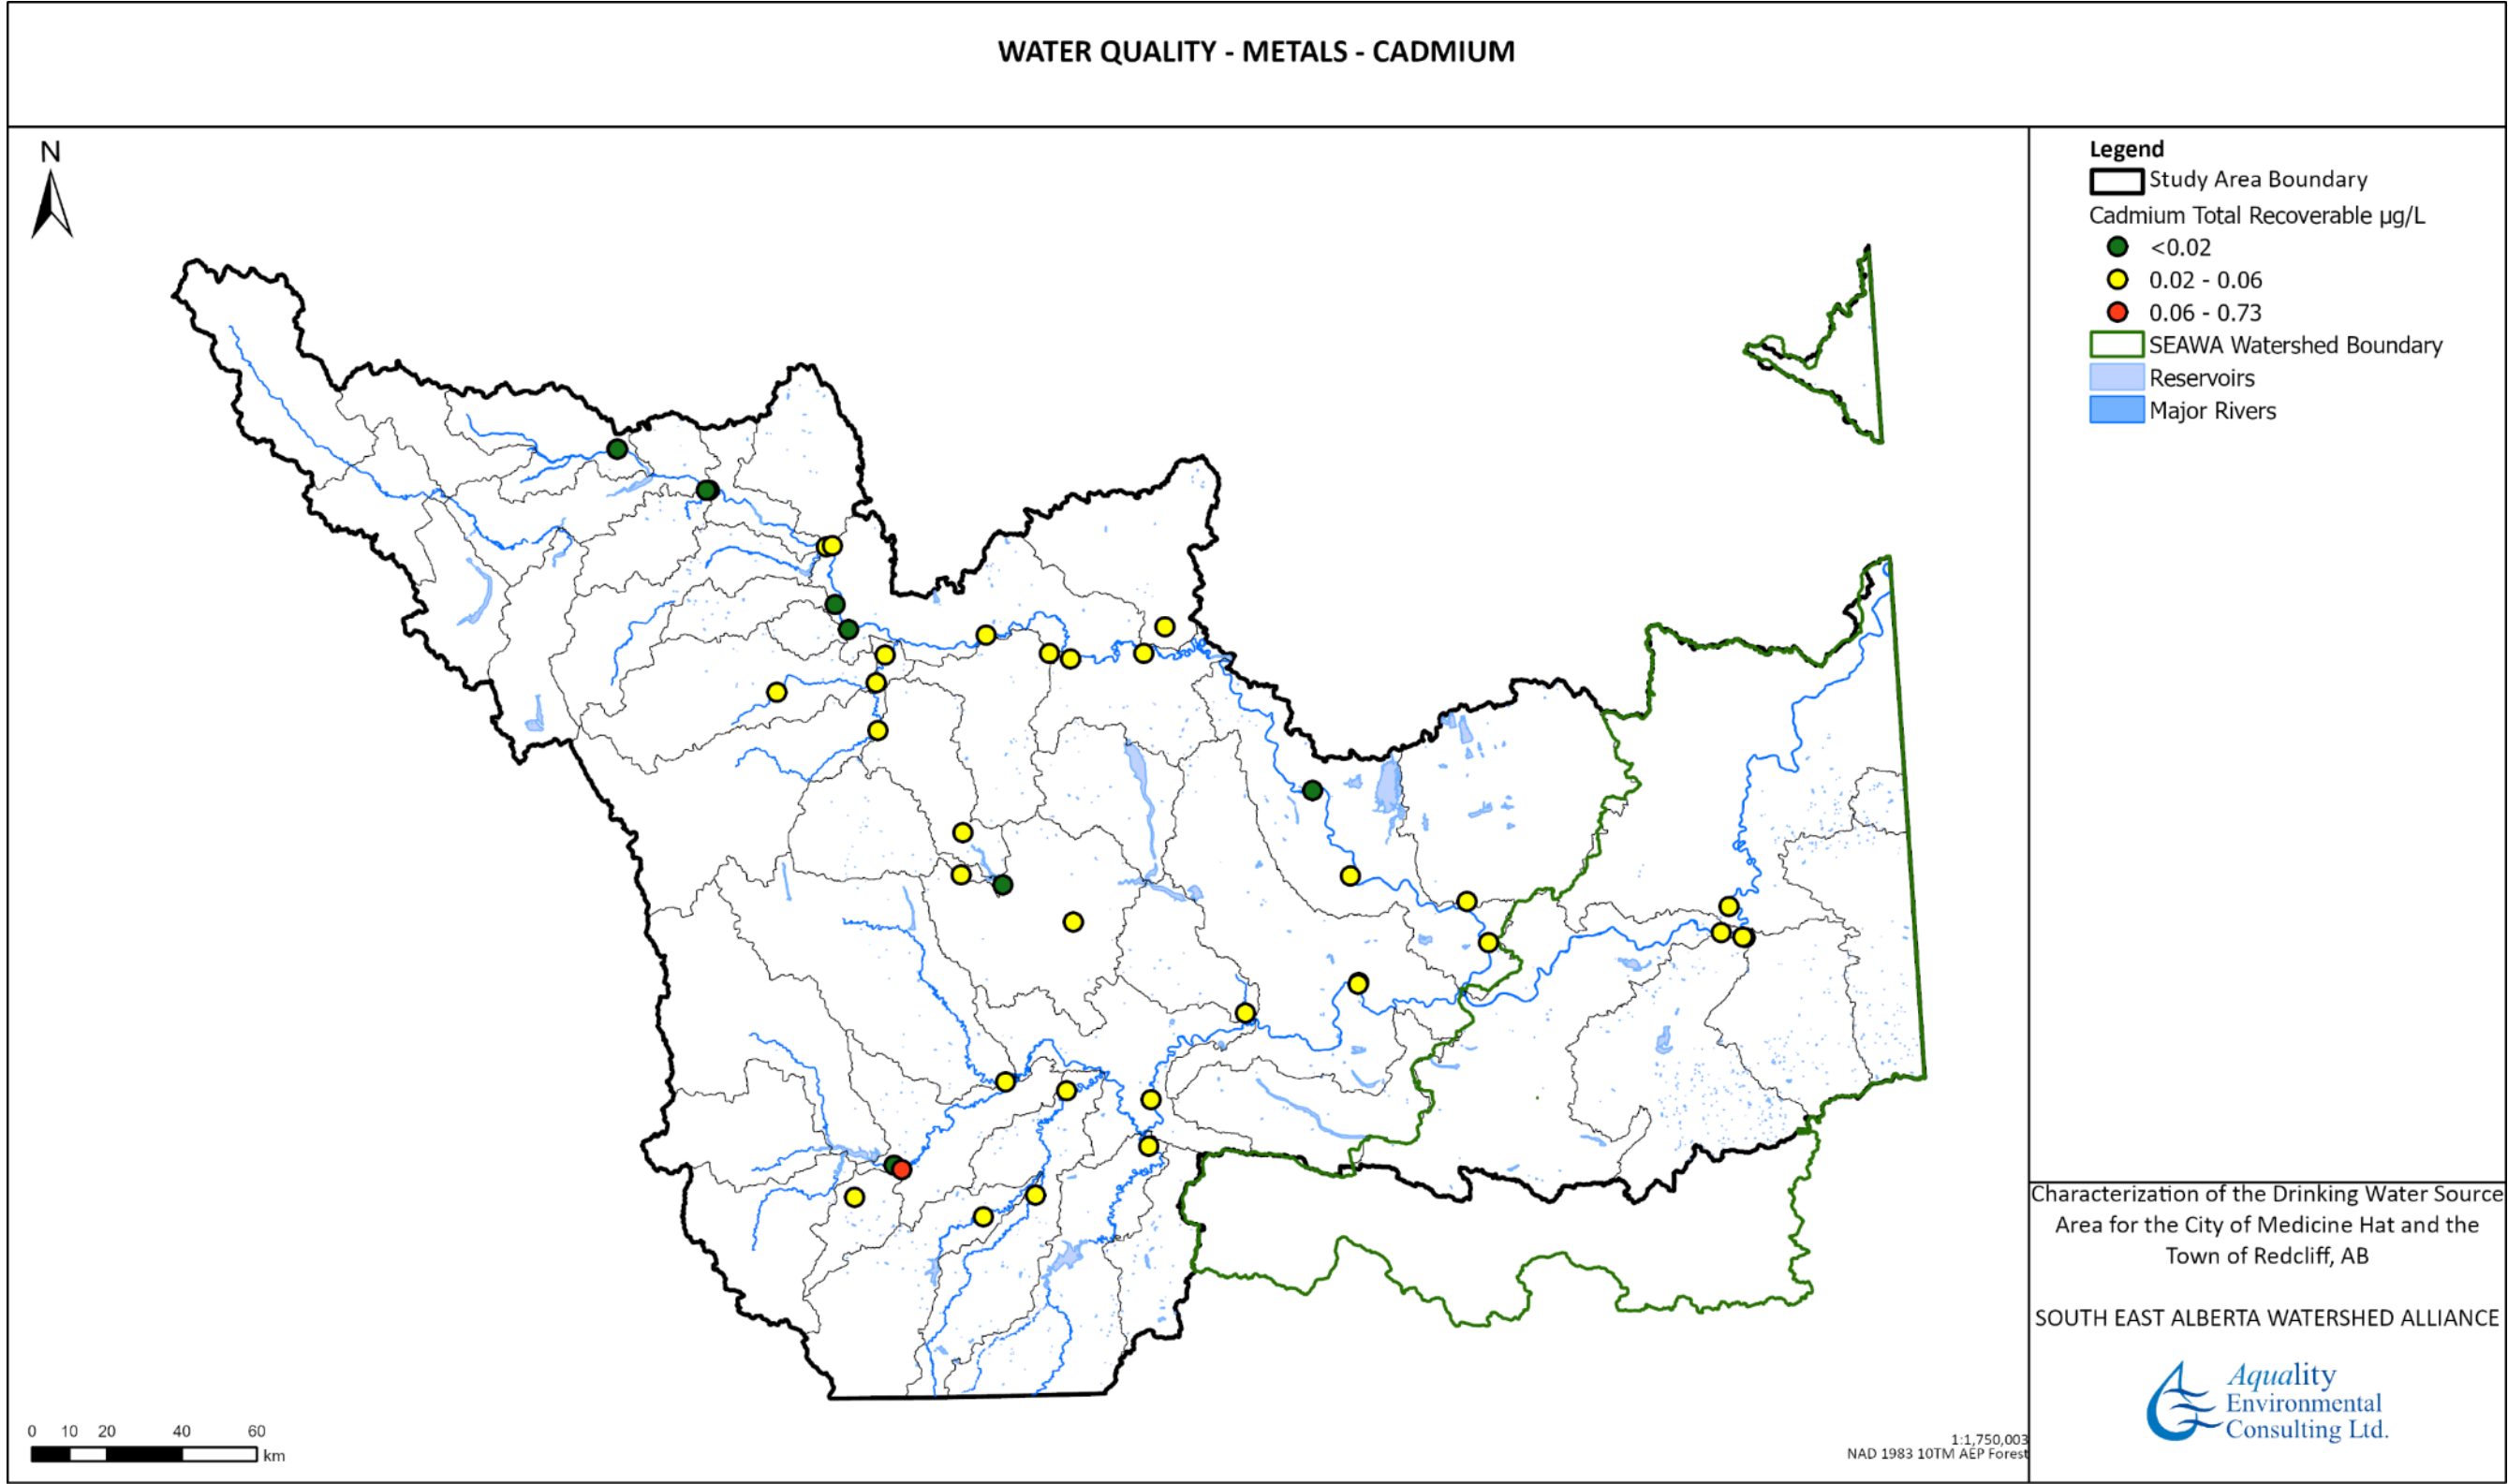 WATER QUALITY - METALS - CADMIUM
N
Legend
Study Area Boundary
Cadmium Total Recoverable µg/L
<0.02
0.02 - 0.06
0.06 - 0.73
SEAWA Watershed Boundary
Reservoirs
Major Rivers
Characterization of the Drinking Water Source
Area for the City of Medicine Hat and the
Town of Redcliff, AB
SOUTH EAST ALBERTA WATERSHED ALLIANCE
Aquality
Environmental
Consulting Ltd.
0 10 20 40 60
km
1:1,750,003
NAD 1983 10TM AEP Forest